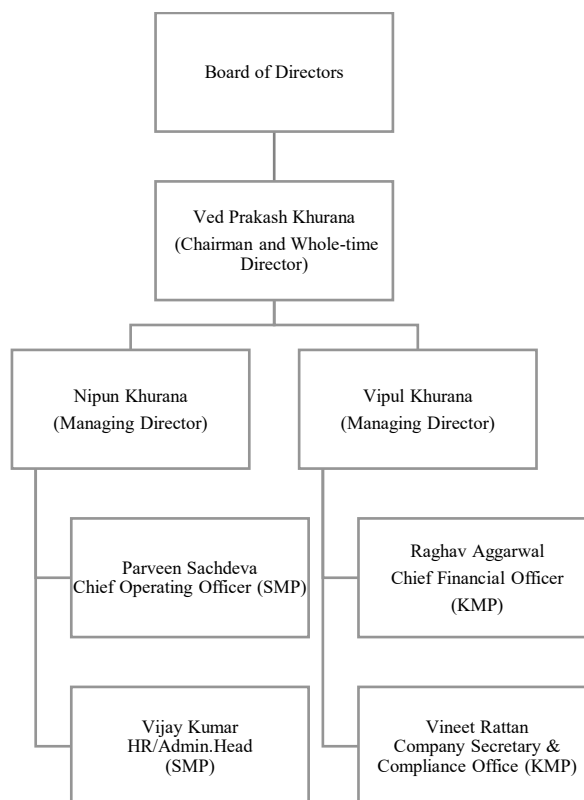 Board of Directors
Ved Prakash Khurana
(Chairman and Whole-time
Director)
Nipun Khurana
(Managing Director)
Vipul Khurana
(Managing Director)
Parveen Sachdeva
Chief Operating Officer (SMP)
Raghav Aggarwal
Chief Financial Officer
(KMP)
Vijay Kumar
HR/Admin.Head
(SMP)
Vineet Rattan
Company Secretary &
Compliance Office (KMP)